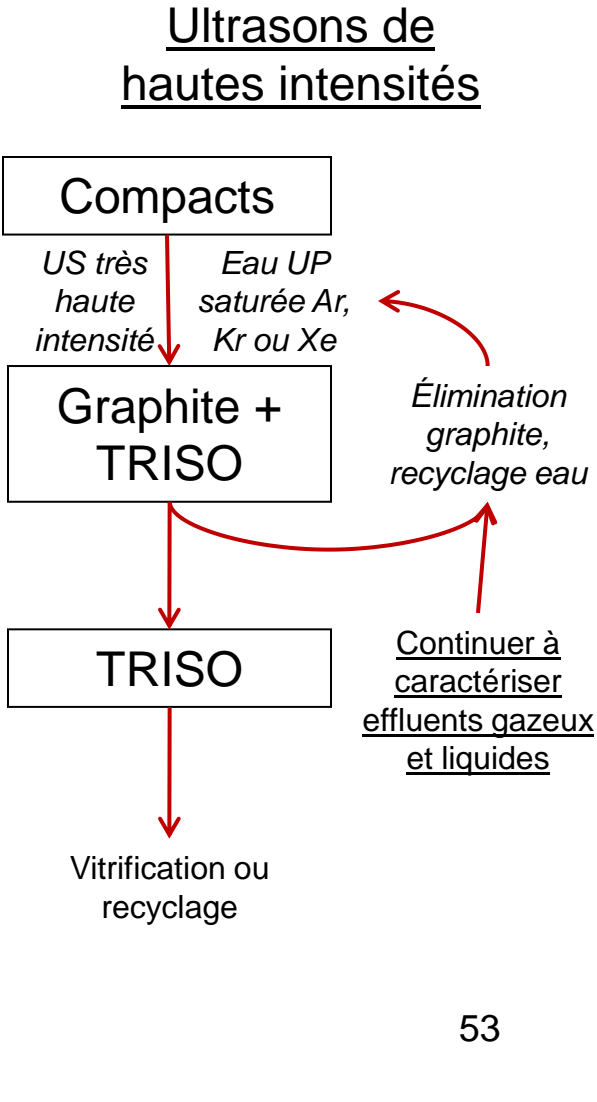 Ultrasons de
hautes intensités
Compacts
US très
haute
intensité
Eau UP
saturée Ar,
Kr ou Xe
Graphite +
TRISO
Élimination
graphite,
recyclage eau
TRISO
Continuer à
caractériser
effluents gazeux
et liquides
Vitrification ou
recyclage
53